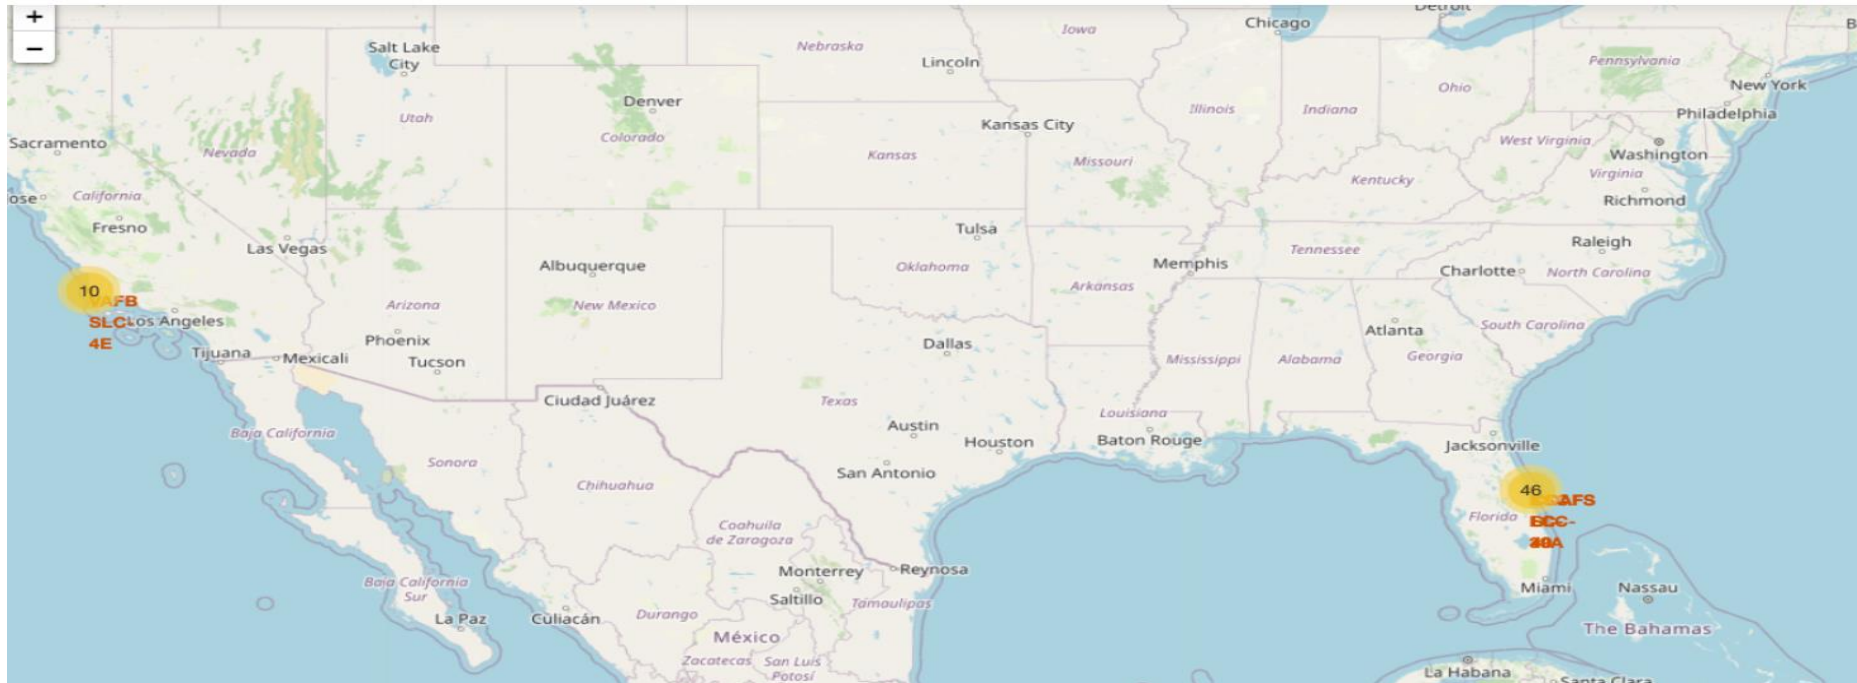 +
−
Detroit
Chicago
Iowa
Nebraska
Salt Lake
City
Lincoln
Pennsylvania
New York
Ohio
Denver
Illinois
Indiana
Philadelphia
Utah
Colorado
Kansas City
Sacramento
Nevada
Kansas
Missouri
West Virginia
Washington
Virginia
Kentucky
California
ose
Richmond
Fresno
Las Vegas
Tulsa
Raleigh
Tennessee
Albuquerque
Oklahoma
Memphis
Charlotte
North Carolina
10
VAFB
SLC-
4E
Los Angeles
Arizona
New Mexico
Arkansas
South Carolina
Atlanta
Phoenix
Dallas
Tijuana
Mexicali
Tucson
Mississippi
Alabama
Georgia
Ciudad Juárez
Texas
Louisiana
Austin
Houston
Baton Rouge
Jacksonville
Baja California
Sonora
San Antonio
Chihuahua
46
AFS
Florida
Coahuila
de Zaragoza
Monterrey
Reynosa
Baja California
Sur
Saltillo
Tamaulipas
Miami
Nassau
La Paz
Culiacán
Durango
México
The Bahamas
Zacatecas
San Luis
Potosí
La Habana
Santa Clara